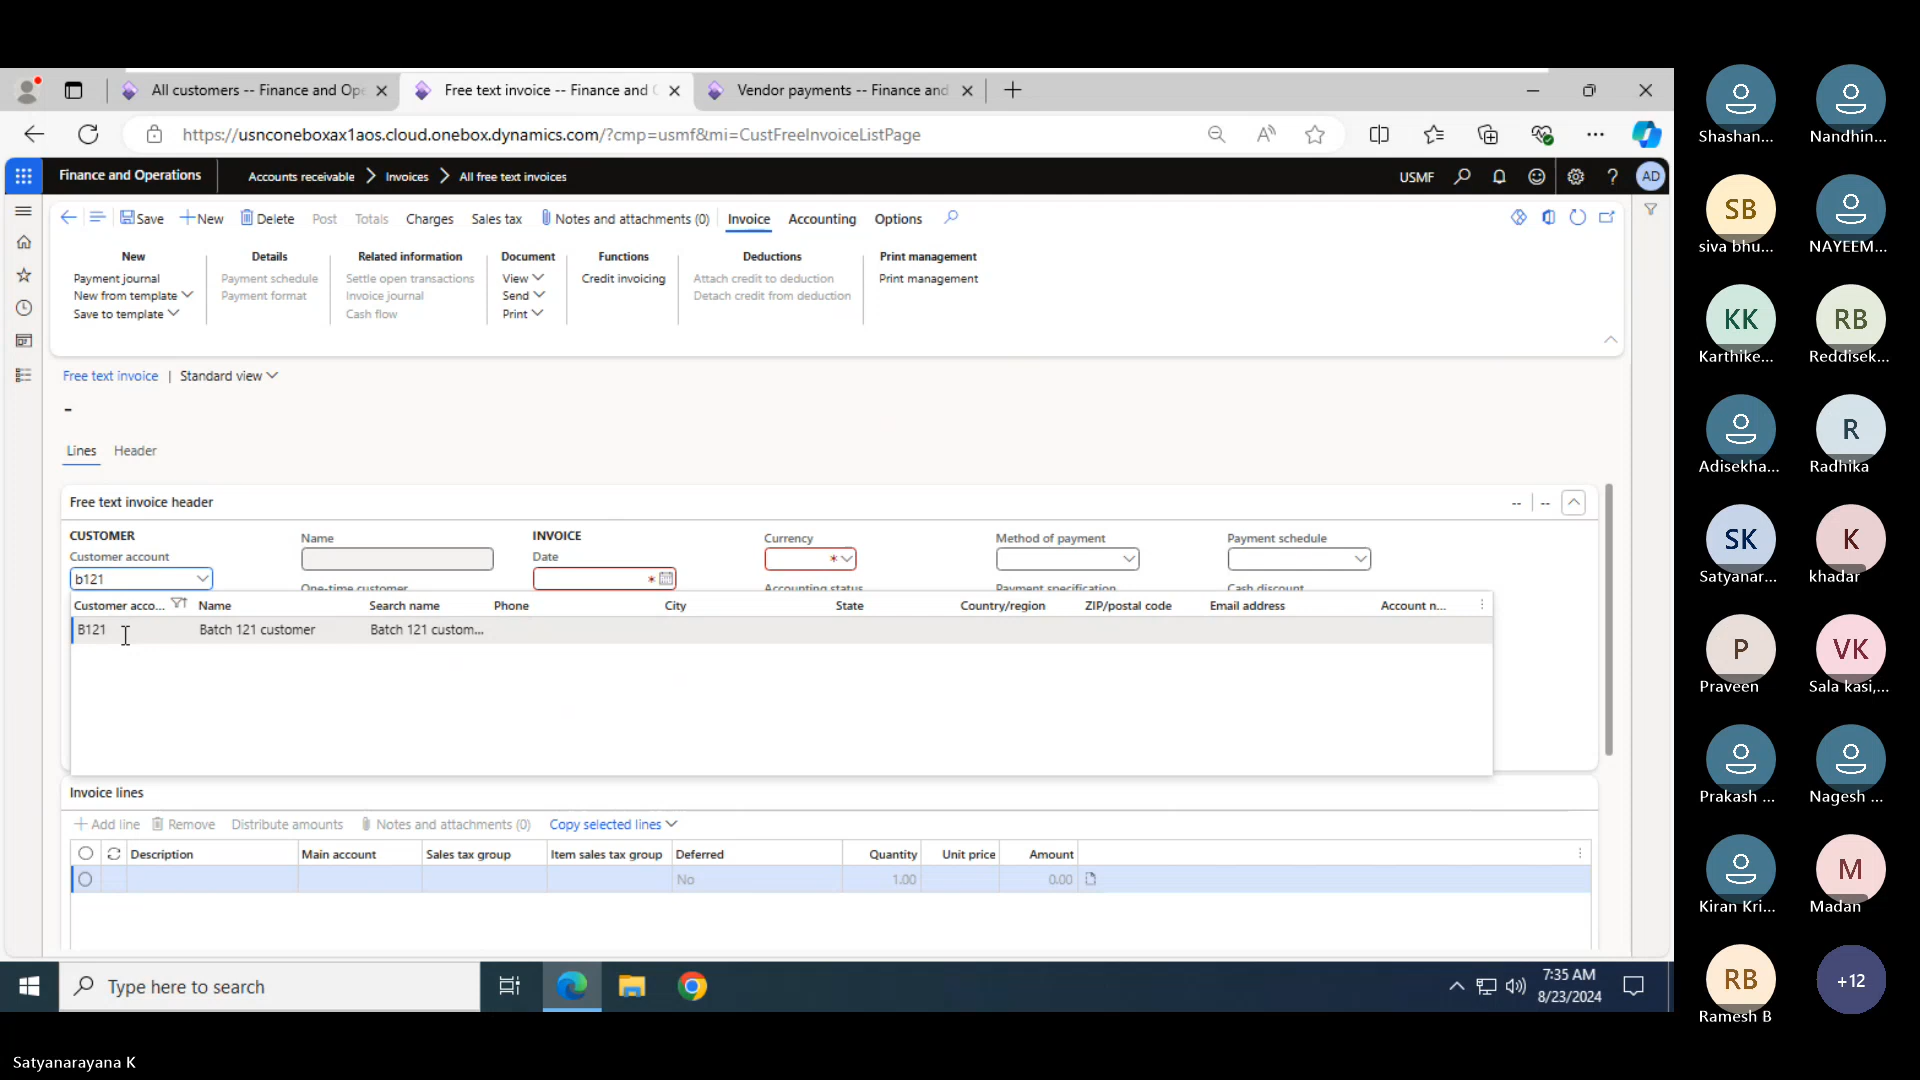 All customers -- Finance and Ope
Free text invoice -- Finance and O
Vendor payments -- Finance and
https://usnconeboxax1aos.cloud.onebox.dynamics.com/?cmp=usmf&mi=CustFreeInvoiceListPage
Finance and Operations
Accounts receivable > Invoices > All free text invoices
USMF
AD
Save
New
Delete
Post
Totals
Charges
Sales tax
Notes and attachments (0)
Invoice
Accounting
Options
New
Payment journal
New from template
Save to template
Details
Payment schedule
Payment format
Related information
Settle open transactions
Invoice journal
Cash flow
Document
View
Send
Print
Functions
Credit invoicing
Deductions
Attach credit to deduction
Detach credit from deduction
Print management
Print management
Free text invoice | Standard view
-
Lines
Header
Free text invoice header
-- | --
CUSTOMER
Customer account
b121
Name
One-time customer
INVOICE
Date
*
Currency
*
Accounting status
Method of payment
Payment specification
Payment schedule
Cash discount
Customer acco... Name Search name Phone City State Country/region ZIP/postal code Email address Account n...
B121 Batch 121 customer Batch 121 custom...
Invoice lines
+ Add line Remove Distribute amounts Notes and attachments (0) Copy selected lines
Description Main account Sales tax group Item sales tax group Deferred Quantity Unit price Amount
No 1.00 0.00
Type here to search
7:35 AM
8/23/2024
Shashan...
Nandhin...
SB
siva bhu...
NAYEEM...
KK
Karthike...
RB
Reddisek...
Adisekha...
R
Radhika
SK
Satyanar...
K
khadar
P
Praveen
VK
Sala kasi,...
Prakash ...
Nagesh ...
Kiran Kri...
M
Madan
RB
Ramesh B
+12
Satyanarayana K